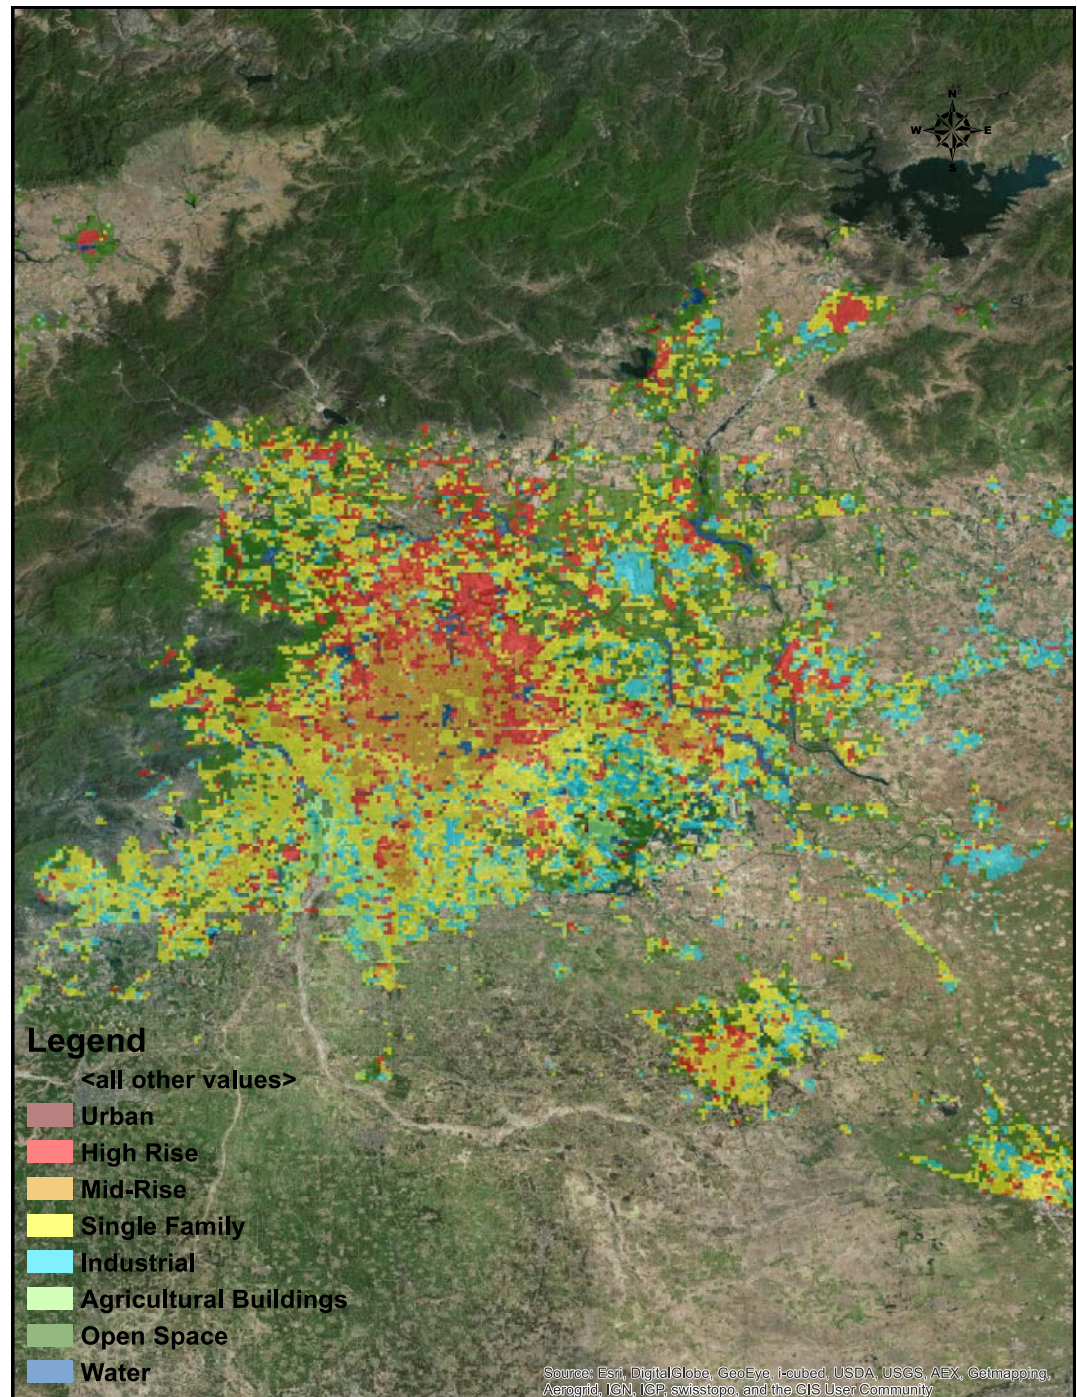 N
W E
S
Legend
<all other values>
Urban
High Rise
Mid-Rise
Single Family
Industrial
Agricultural Buildings
Open Space
Water
Source: Esri, DigitalGlobe, GeoEye, i-cubed, USDA, USGS, AEX, Getmapping,
Aerogrid, IGN, IGP, swisstopo, and the GIS User Community